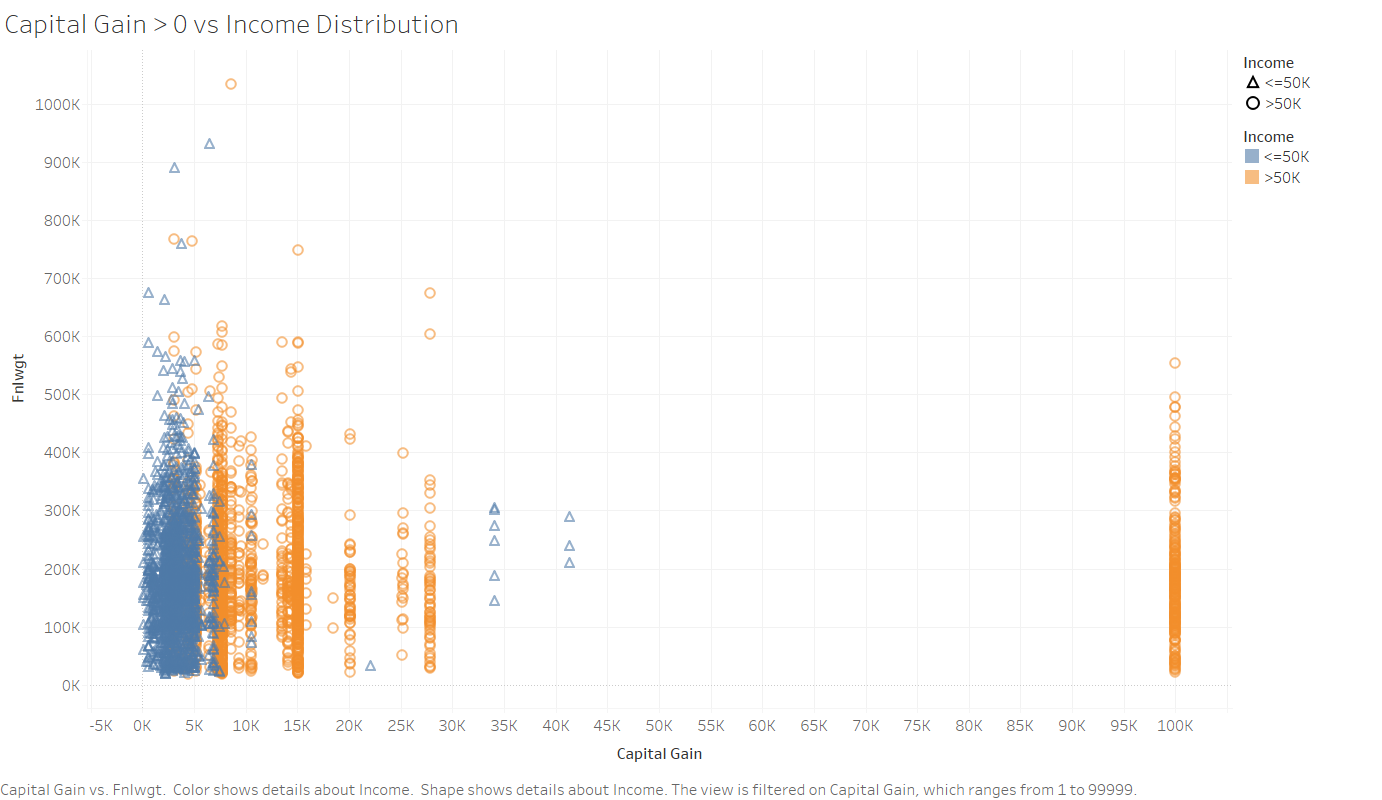 Capital Gain > 0 vs Income Distribution
Income
<=50K
>50K
Income
<=50K
>50K
1000K
900K
800K
700K
600K
500K
400K
300K
200K
100K
0K
Fnlwgt
-5K 0K 5K 10K 15K 20K 25K 30K 35K 40K 45K 50K 55K 60K 65K 70K 75K 80K 85K 90K 95K 100K
Capital Gain
Capital Gain vs. Fnlwgt. Color shows details about Income. Shape shows details about Income. The view is filtered on Capital Gain, which ranges from 1 to 99999.